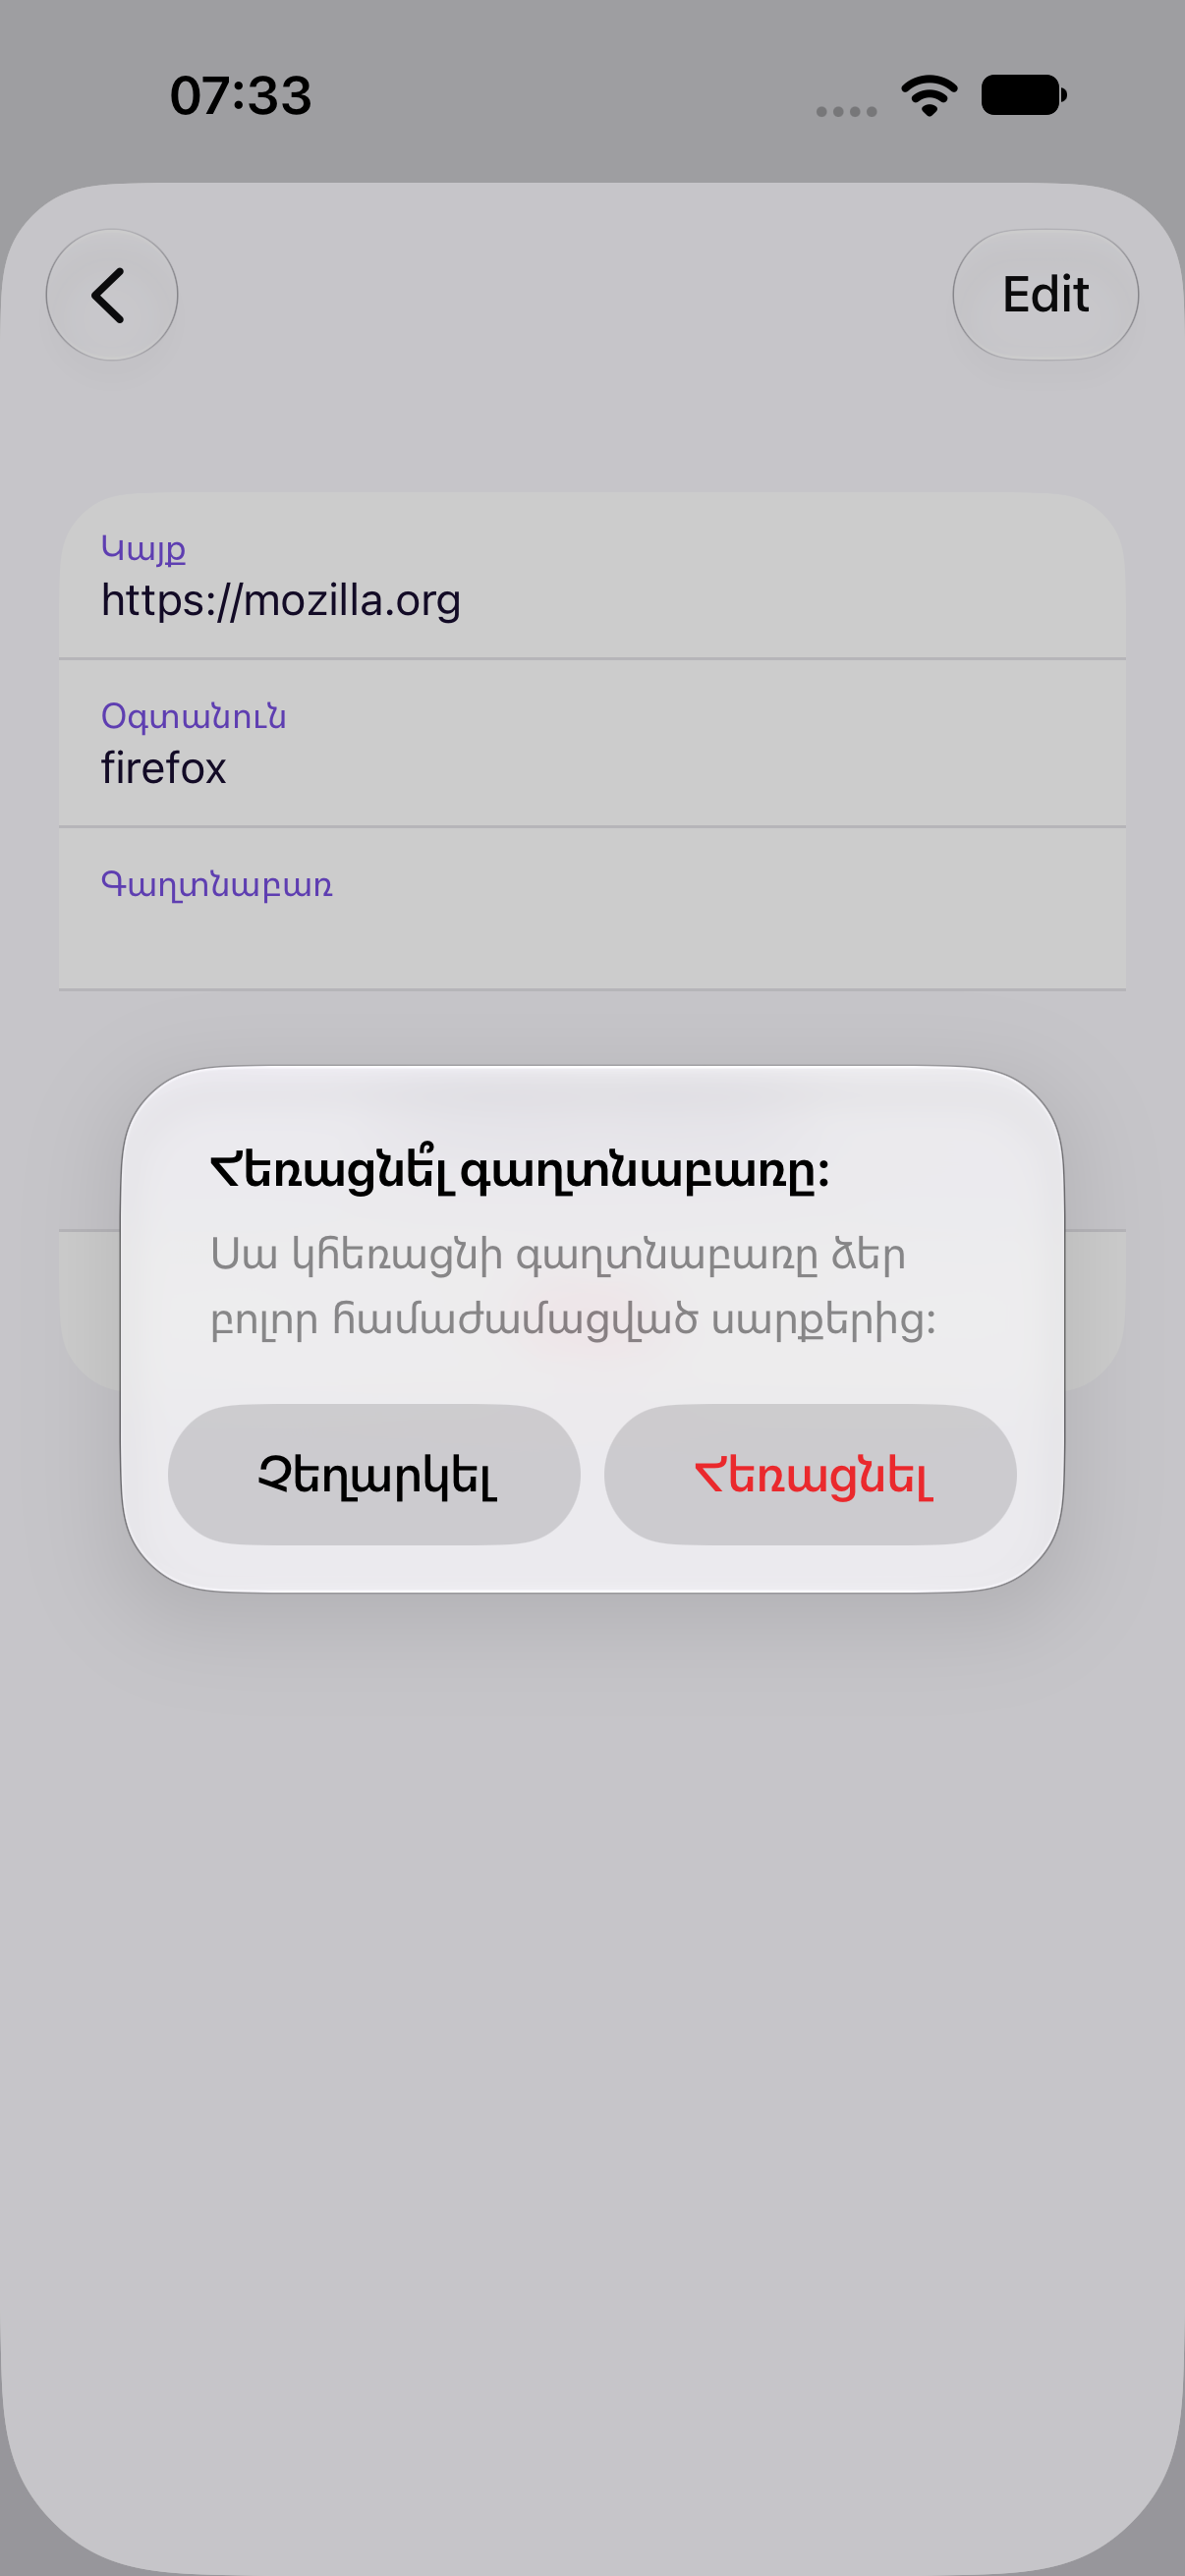 07:33
Edit
Կայք
https://mozilla.org
Օգտանուն
firefox
Գաղտնաբառ
Հեռացնե՞լ գաղտնաբառը:
Սա կհեռացնի գաղտնաբառը ձեր
բոլոր համաժամացված սարքերից:
Չեղարկել
Հեռացնել